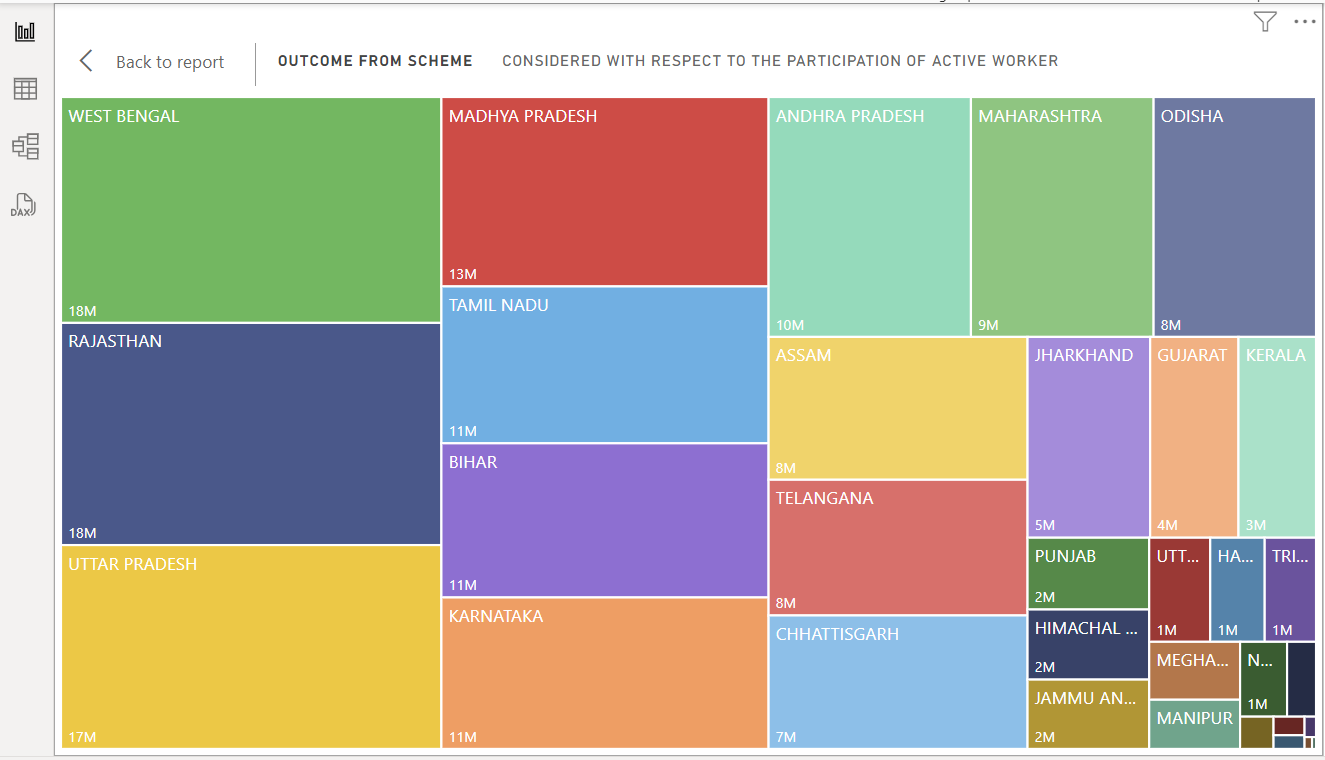 Back to report
OUTCOME FROM SCHEME
CONSIDERED WITH RESPECT TO THE PARTICIPATION OF ACTIVE WORKER
DAX
WEST BENGAL
18M
RAJASTHAN
18M
UTTAR PRADESH
17M
MADHYA PRADESH
13M
TAMIL NADU
11M
BIHAR
11M
KARNATAKA
11M
ANDHRA PRADESH
10M
MAHARASHTRA
9M
ODISHA
8M
ASSAM
8M
TELANGANA
8M
CHHATTISGARH
7M
JHARKHAND
5M
GUJARAT
4M
KERALA
3M
PUNJAB
2M
HIMACHAL ...
2M
JAMMU AN...
2M
UTT...
1M
HA...
1M
TRI...
1M
MEGHA...
MANIPUR
N...
1M